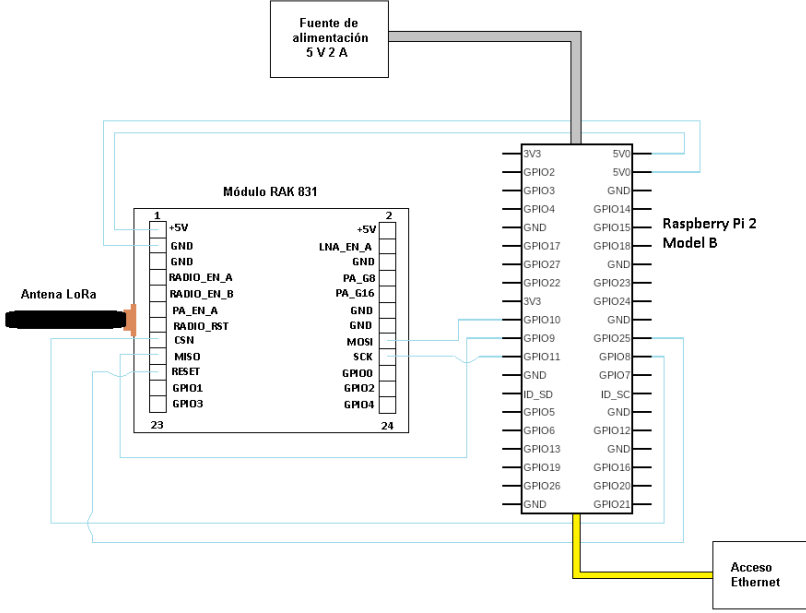 Fuente de
alimentación
5 V 2 A
Módulo RAK 831
1
2
+5V
+5V
GND
LNA_EN_A
GND
GND
RADIO_EN_A
PA_G8
RADIO_EN_B
PA_G16
PA_EN_A
GND
RADIO_RST
GND
CSN
MOSI
MISO
SCK
RESET
GPIO0
GPIO1
GPIO2
GPIO3
GPIO4
23
24
Antena LoRa
3V3
5V0
GPIO2
5V0
GPIO3
GND
GPIO4
GPIO14
GND
GPIO15
GPIO17
GPIO18
GPIO27
GND
GPIO22
GPIO23
3V3
GPIO24
GPIO10
GND
GPIO9
GPIO25
GPIO11
GPIO8
GND
GPIO7
ID_SD
ID_SC
GPIO5
GND
GPIO6
GPIO12
GPIO13
GND
GPIO19
GPIO16
GPIO26
GPIO20
GND
GPIO21
Raspberry Pi 2
Model B
Acceso
Ethernet